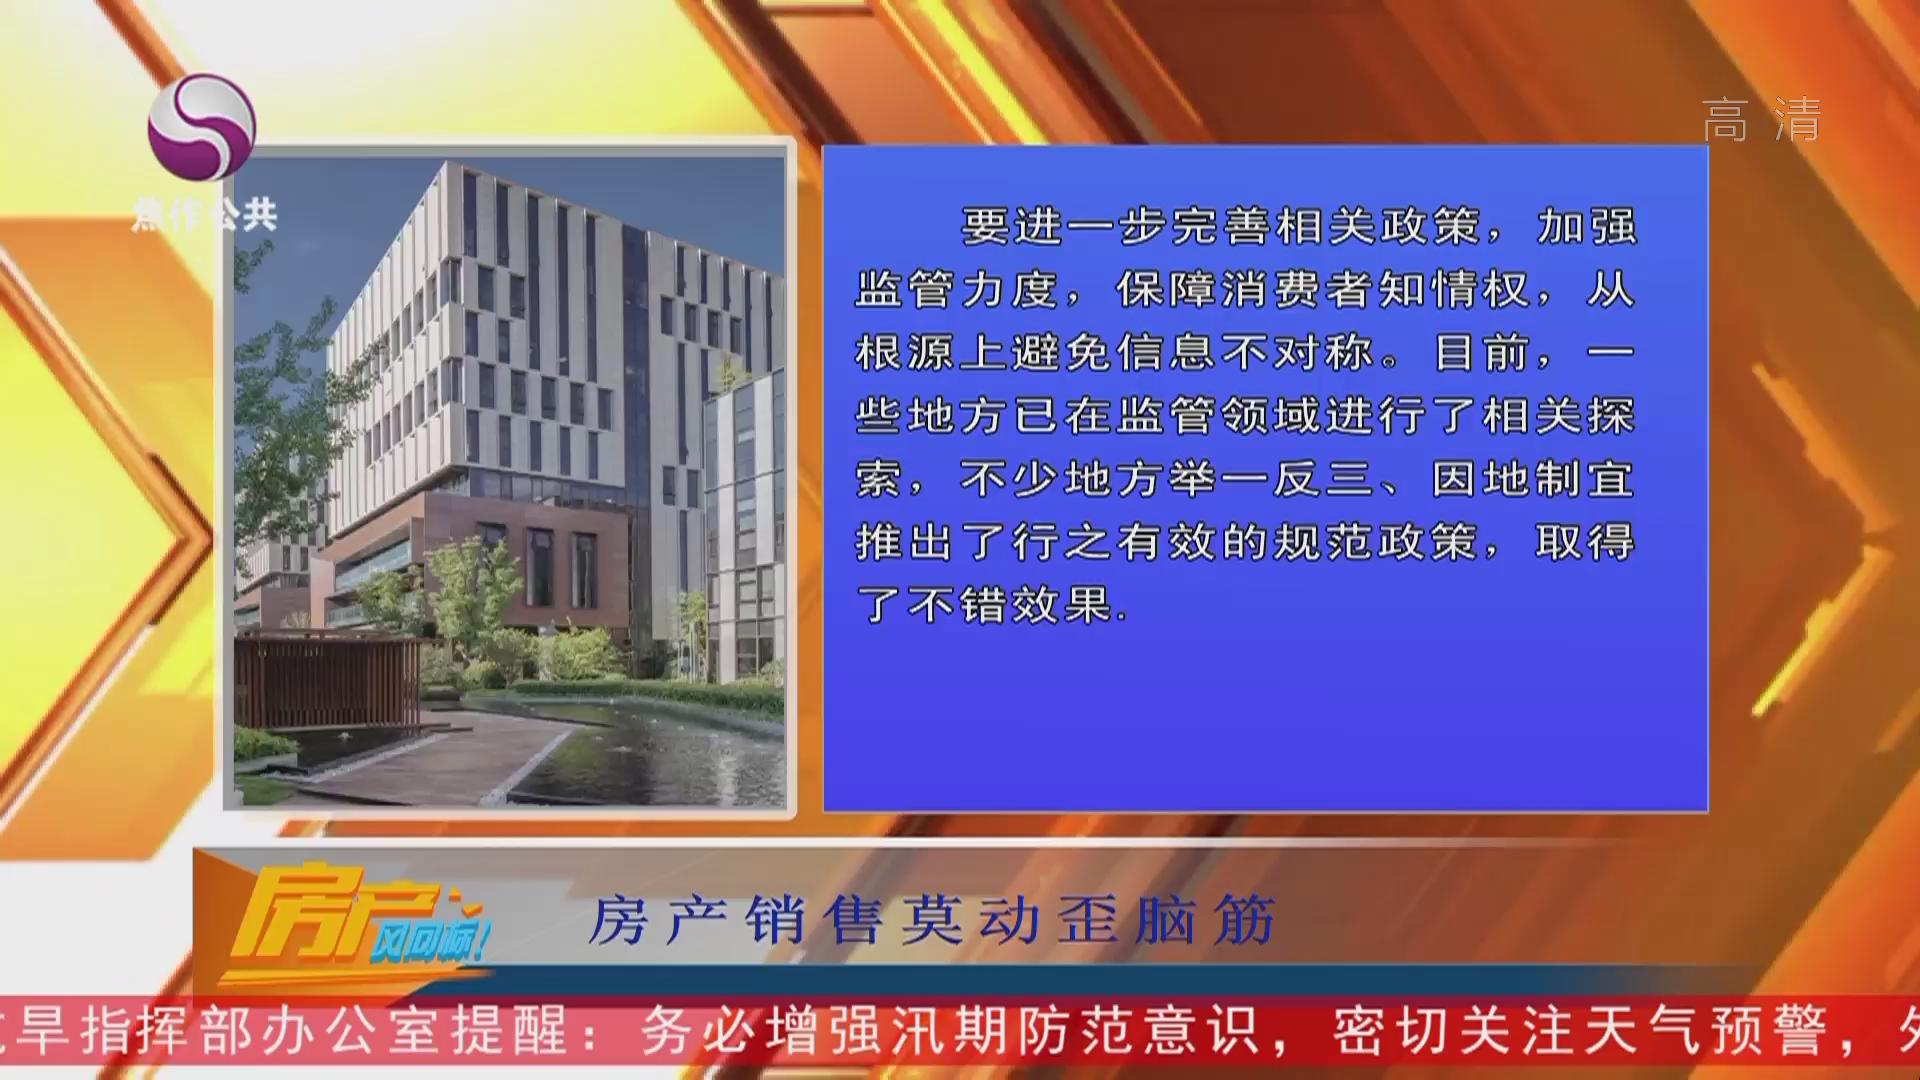 高清
焦作公共
要进一步完善相关政策，加强
监管力度，保障消费者知情权，从
根源上避免信息不对称。目前，一
些地方已在监管领域进行了相关探
索，不少地方举一反三、因地制宜
推出了行之有效的规范政策，取得
了不错效果.
房产
风向标！
房产销售莫动歪脑筋
旱指挥部办公室提醒：务必增强汛期防范意识，密切关注天气预警，